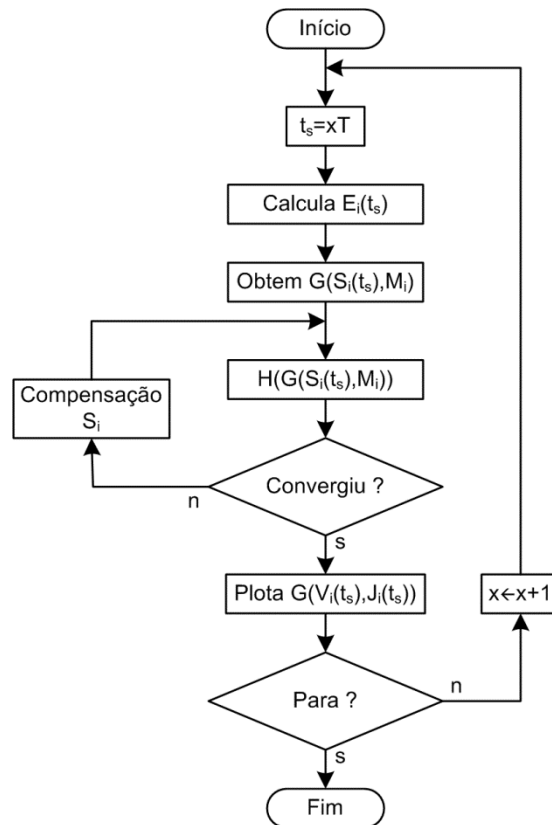 Início
tₛ=xT
Calcula Eᵢ(tₛ)
Obtem G(Sᵢ(tₛ),Mᵢ)
H(G(Sᵢ(tₛ),Mᵢ))
Compensação
Sᵢ
Convergiu ?
n
s
Plota G(Vᵢ(tₛ),Jᵢ(tₛ))
x←x+1
Para ?
n
s
Fim